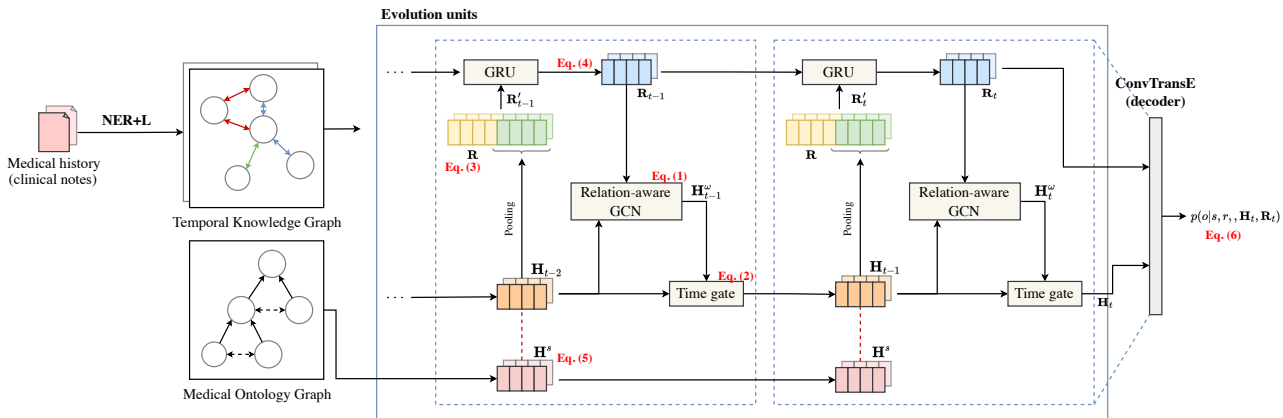 Evolution units
Medical history
(clinical notes)
NER+L
Temporal Knowledge Graph
Medical Ontology Graph
. . .
GRU
Eq. (4)
R_{t−1}
R′_{t−1}
R
Eq. (3)
Pooling
Eq. (1)
Relation-aware
GCN
H^ω_{t−1}
. . .
H_{t−2}
Eq. (2)
Time gate
H^s
Eq. (5)
GRU
R_t
R′_t
R
Pooling
Relation-aware
GCN
H^ω_t
H_{t−1}
Time gate
H_t
H^s
ConvTransE
(decoder)
p(o|s, r, , H_t, R_t)
Eq. (6)